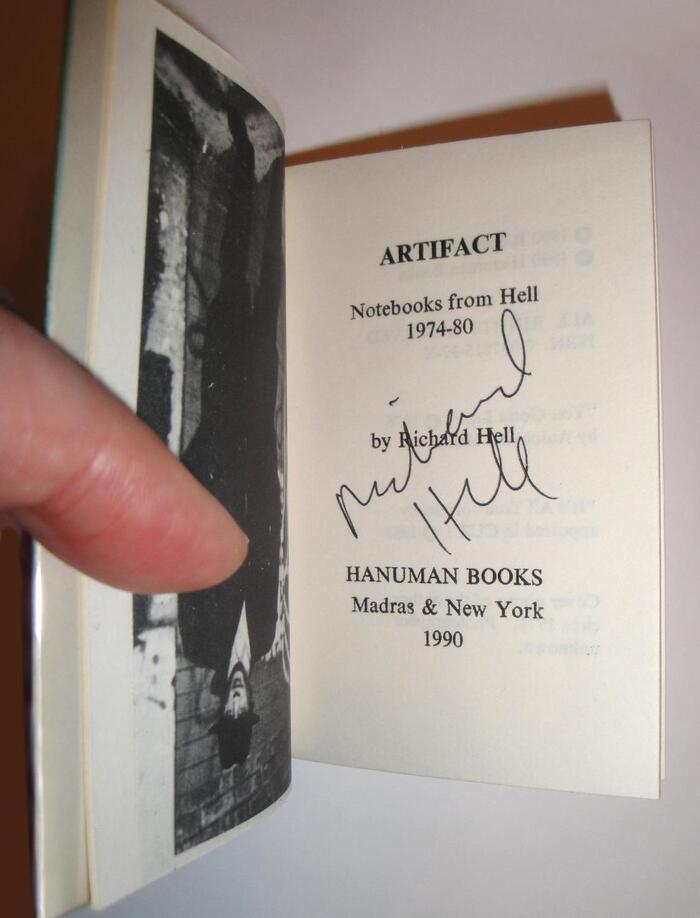 ARTIFACT
Notebooks from Hell
1974-80
by Richard Hell
Richard
Hell
HANUMAN BOOKS
Madras & New York
1990